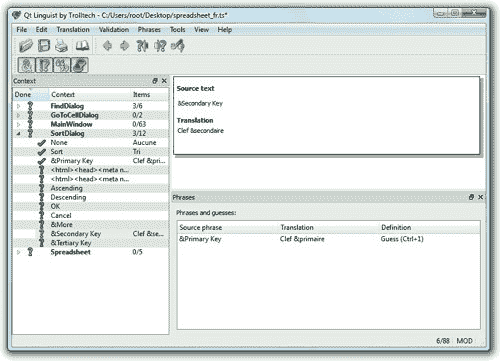 Qt Linguist by Trolltech - C:/Users/root/Desktop/spreadsheet_fr.ts*
File Edit Translation Validation Phrases Tools View Help
Context
Done Context Items
FindDialog 3/6
GoToCellDialog 0/2
MainWindow 0/63
SortDialog 3/12
None Aucune
Sort Tri
&Primary Key Clef &pri...
<html><head><meta n...
<html><head><meta n...
Ascending
Descending
OK
Cancel
&More
&Secondary Key Clef &se...
&Tertiary Key
Spreadsheet 0/5
Source text
&Secondary Key
Translation
Clef &secondaire
Phrases
Phrases and guesses:
Source phrase Translation Definition
&Primary Key Clef &primaire Guess (Ctrl+1)
6/88 MOD